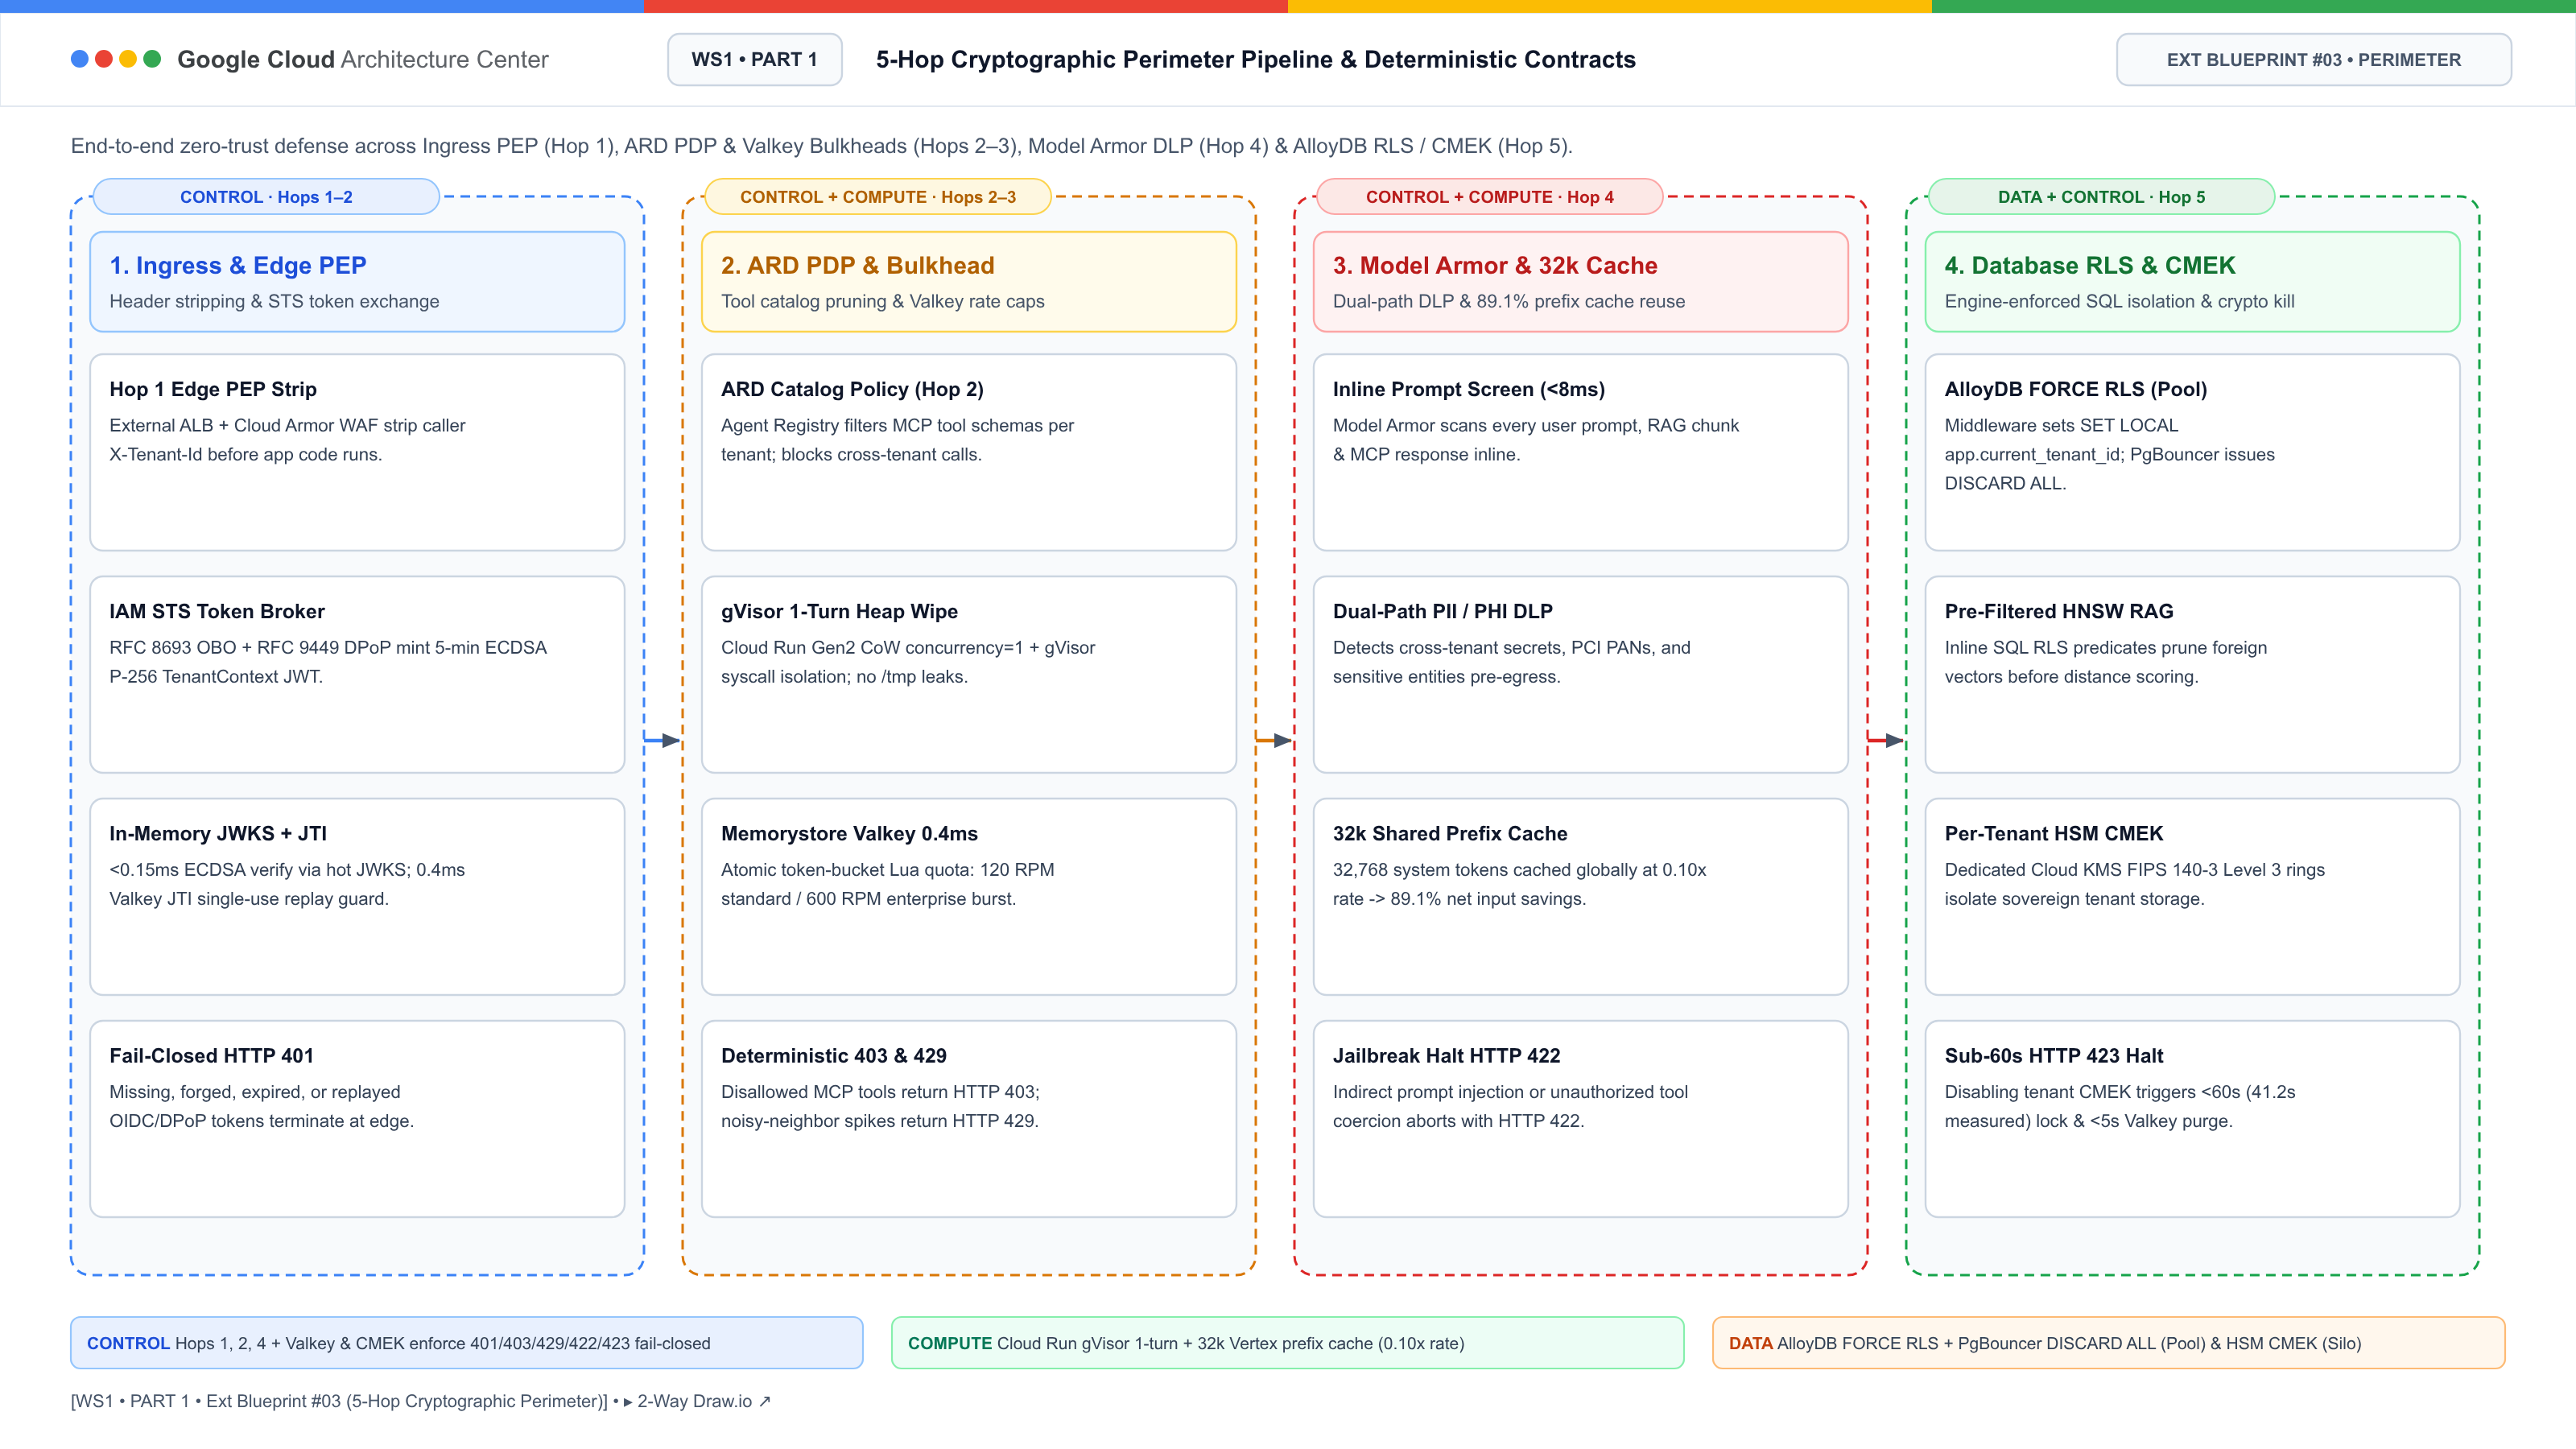 Google Cloud Architecture Center
WS1 • PART 1
5-Hop Cryptographic Perimeter Pipeline & Deterministic Contracts
EXT BLUEPRINT #03 • PERIMETER
End-to-end zero-trust defense across Ingress PEP (Hop 1), ARD PDP & Valkey Bulkheads (Hops 2–3), Model Armor DLP (Hop 4) & AlloyDB RLS / CMEK (Hop 5).
CONTROL · Hops 1–2
1. Ingress & Edge PEP
Header stripping & STS token exchange
Hop 1 Edge PEP Strip
External ALB + Cloud Armor WAF strip caller
X-Tenant-Id before app code runs.
IAM STS Token Broker
RFC 8693 OBO + RFC 9449 DPoP mint 5-min ECDSA
P-256 TenantContext JWT.
In-Memory JWKS + JTI
<0.15ms ECDSA verify via hot JWKS; 0.4ms
Valkey JTI single-use replay guard.
Fail-Closed HTTP 401
Missing, forged, expired, or replayed
OIDC/DPoP tokens terminate at edge.
CONTROL + COMPUTE · Hops 2–3
2. ARD PDP & Bulkhead
Tool catalog pruning & Valkey rate caps
ARD Catalog Policy (Hop 2)
Agent Registry filters MCP tool schemas per
tenant; blocks cross-tenant calls.
gVisor 1-Turn Heap Wipe
Cloud Run Gen2 CoW concurrency=1 + gVisor
syscall isolation; no /tmp leaks.
Memorystore Valkey 0.4ms
Atomic token-bucket Lua quota: 120 RPM
standard / 600 RPM enterprise burst.
Deterministic 403 & 429
Disallowed MCP tools return HTTP 403;
noisy-neighbor spikes return HTTP 429.
CONTROL + COMPUTE · Hop 4
3. Model Armor & 32k Cache
Dual-path DLP & 89.1% prefix cache reuse
Inline Prompt Screen (<8ms)
Model Armor scans every user prompt, RAG chunk
& MCP response inline.
Dual-Path PII / PHI DLP
Detects cross-tenant secrets, PCI PANs, and
sensitive entities pre-egress.
32k Shared Prefix Cache
32,768 system tokens cached globally at 0.10x
rate -> 89.1% net input savings.
Jailbreak Halt HTTP 422
Indirect prompt injection or unauthorized tool
coercion aborts with HTTP 422.
DATA + CONTROL · Hop 5
4. Database RLS & CMEK
Engine-enforced SQL isolation & crypto kill
AlloyDB FORCE RLS (Pool)
Middleware sets SET LOCAL
app.current_tenant_id; PgBouncer issues
DISCARD ALL.
Pre-Filtered HNSW RAG
Inline SQL RLS predicates prune foreign
vectors before distance scoring.
Per-Tenant HSM CMEK
Dedicated Cloud KMS FIPS 140-3 Level 3 rings
isolate sovereign tenant storage.
Sub-60s HTTP 423 Halt
Disabling tenant CMEK triggers <60s (41.2s
measured) lock & <5s Valkey purge.
CONTROL Hops 1, 2, 4 + Valkey & CMEK enforce 401/403/429/422/423 fail-closed
COMPUTE Cloud Run gVisor 1-turn + 32k Vertex prefix cache (0.10x rate)
DATA AlloyDB FORCE RLS + PgBouncer DISCARD ALL (Pool) & HSM CMEK (Silo)
[WS1 • PART 1 • Ext Blueprint #03 (5-Hop Cryptographic Perimeter)] • ▸ 2-Way Draw.io ↗